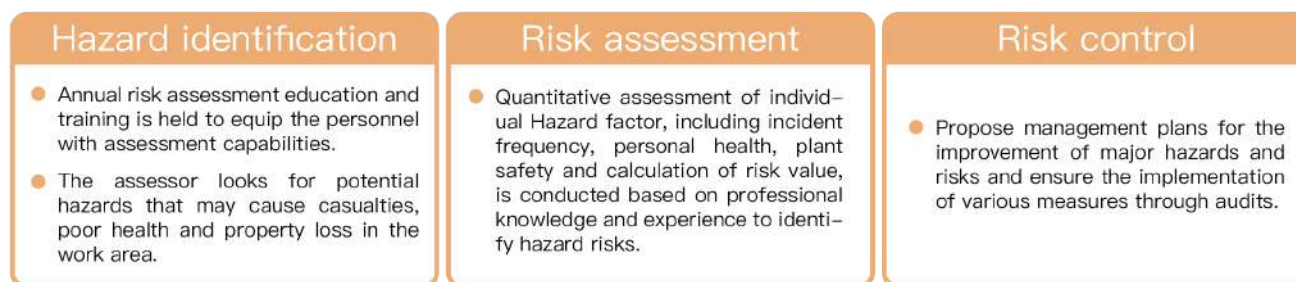 Hazard identification
Annual risk assessment education and
training is held to equip the personnel
with assessment capabilities.
The assessor looks for potential
hazards that may cause casualties,
poor health and property loss in the
work area.
Risk assessment
Quantitative assessment of individ-
ual Hazard factor, including incident
frequency, personal health, plant
safety and calculation of risk value,
is conducted based on professional
knowledge and experience to identi-
fy hazard risks.
Risk control
Propose management plans for the
improvement of major hazards and
risks and ensure the implementation
of various measures through audits.